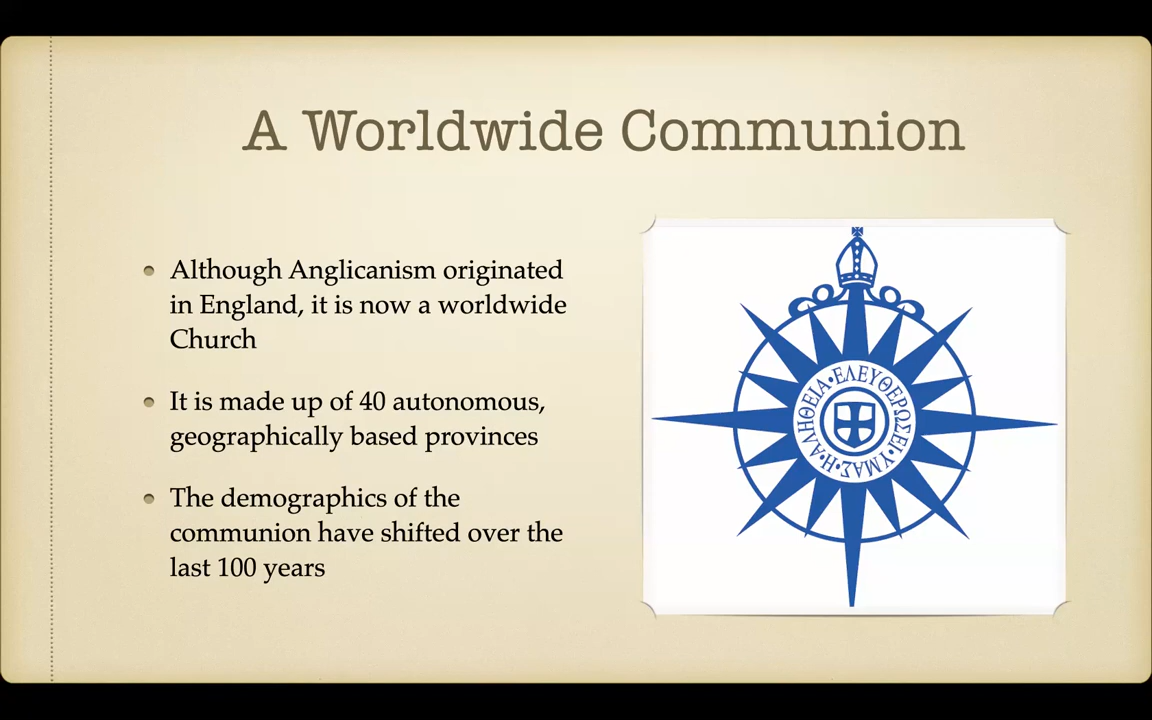 A Worldwide Communion
Although Anglicanism originated
in England, it is now a worldwide
Church
It is made up of 40 autonomous,
geographically based provinces
The demographics of the
communion have shifted over the
last 100 years
Η•ΑΛΗΘΕΙΑ•ΕΛΕΥΘΕΡΩΣΕΙ•ΥΜΑΣ•